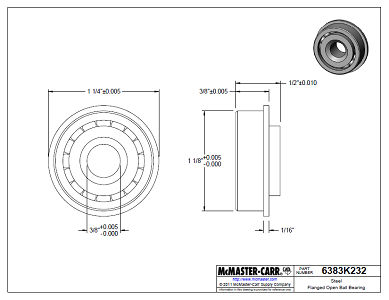 1/2"±0.010
1 1/4"±0.005
3/8"±0.005
1 1/8" +0.005
-0.000
3/8" +0.005
-0.000
1/16"
McMASTER-CARR
CAD
PART
NUMBER
6383K232
http://www.mcmaster.com
© 2011 McMaster-Carr Supply Company
Information in this drawing is provided for reference only.
Steel
Flanged Open Ball Bearing